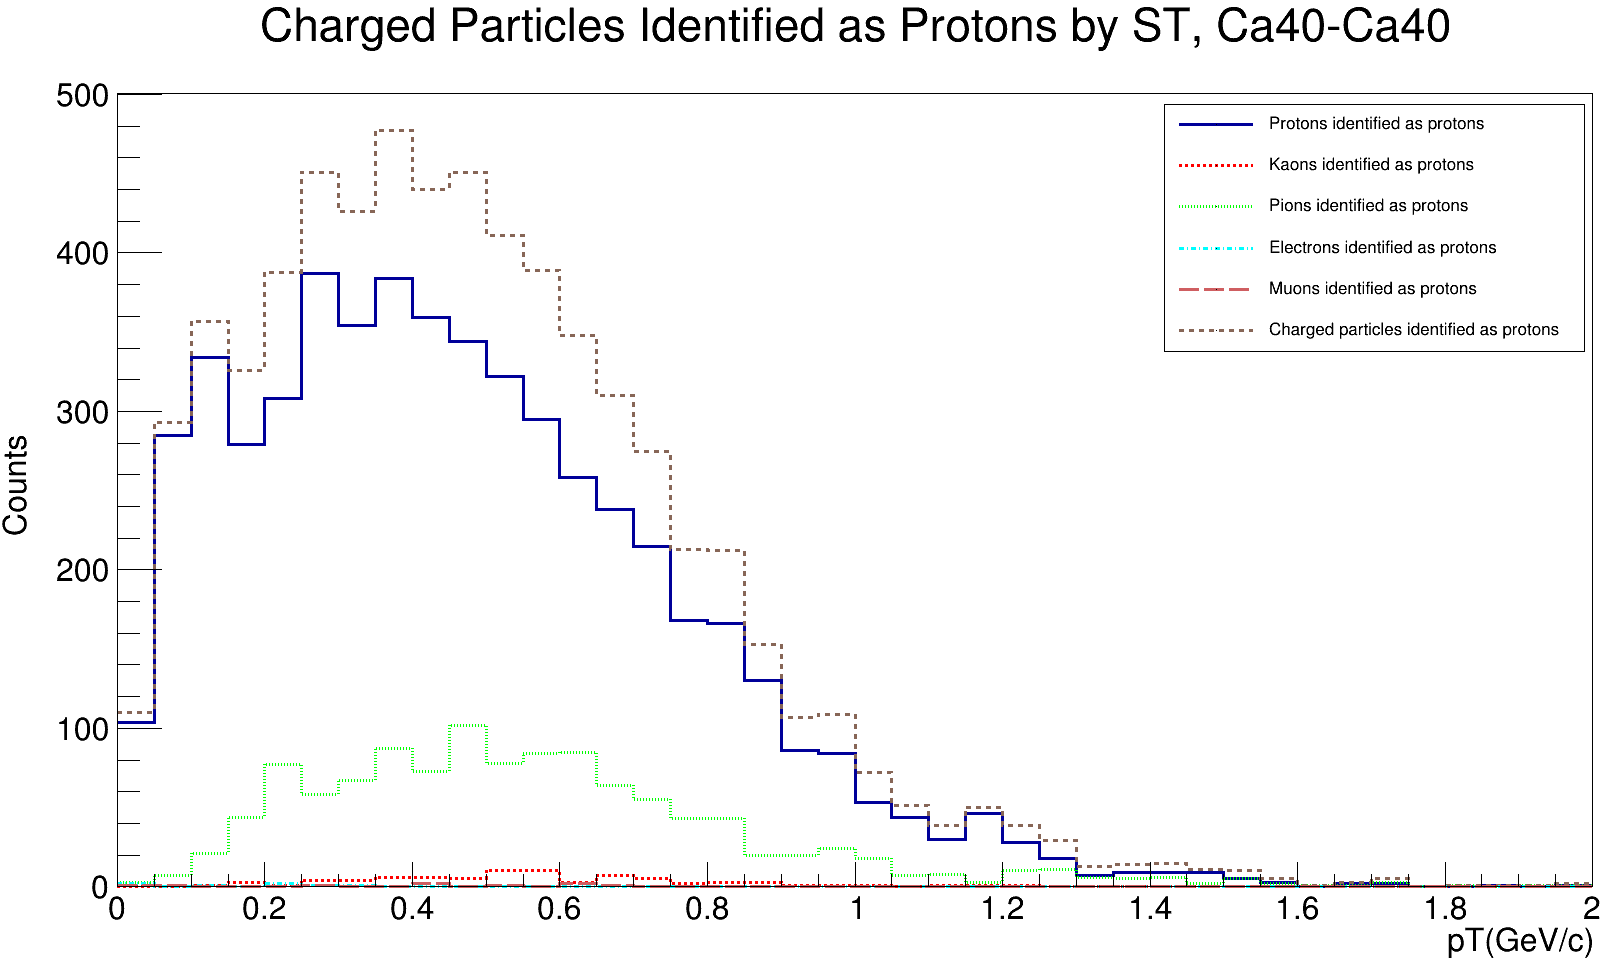 Charged Particles Identified as Protons by ST, Ca40-Ca40
500
400
300
200
100
0
Counts
Protons identified as protons
Kaons identified as protons
Pions identified as protons
Electrons identified as protons
Muons identified as protons
Charged particles identified as protons
0 0.2 0.4 0.6 0.8 1 1.2 1.4 1.6 1.8 2
pT(GeV/c)